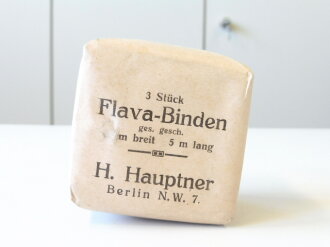 3 Stück
Flava-Binden
ges. gesch.
m breit 5 m lang
H. Hauptner
Berlin N.W. 7.